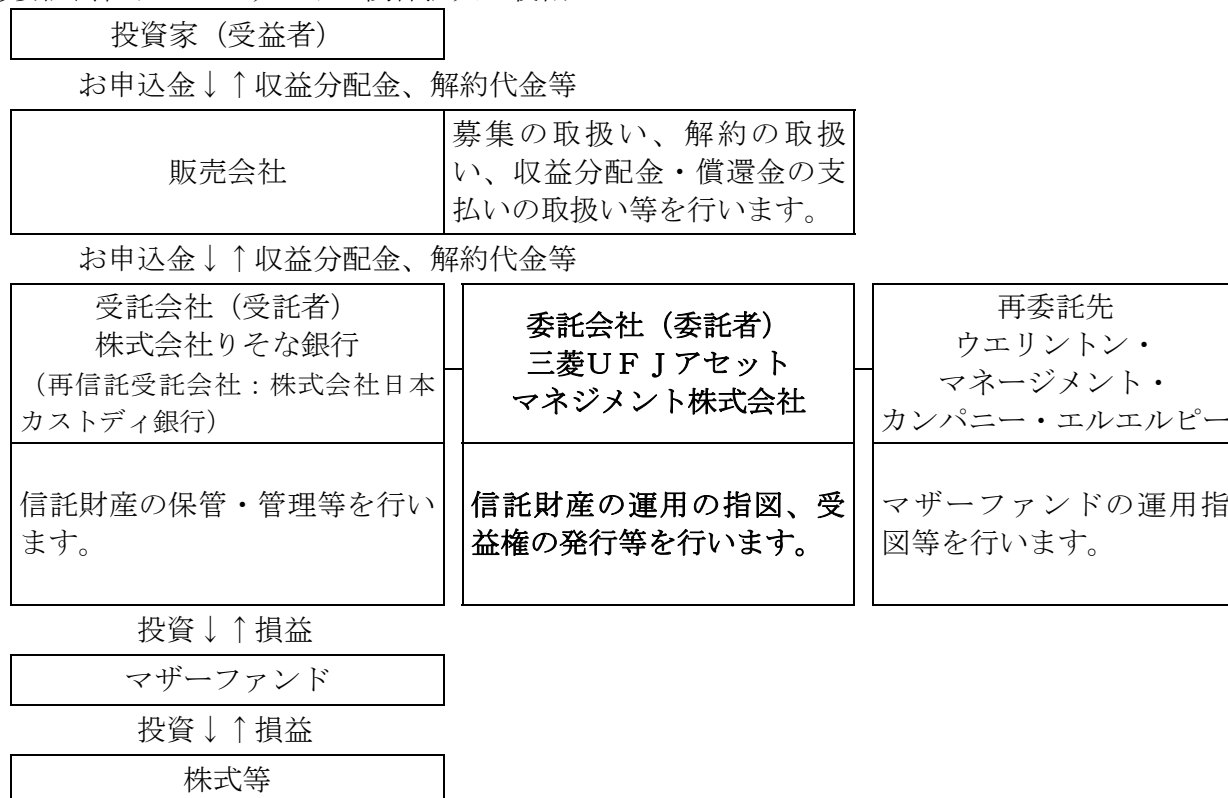 投資家（受益者）
お申込金↓↑収益分配金、解約代金等
販売会社
募集の取扱い、解約の取扱
い、収益分配金・償還金の支
払いの取扱い等を行います。
お申込金↓↑収益分配金、解約代金等
受託会社（受託者）
株式会社りそな銀行
（再信託受託会社：株式会社日本
カストディ銀行）
委託会社（委託者）
三菱ＵＦＪアセット
マネジメント株式会社
再委託先
ウエリントン・
マネージメント・
カンパニー・エルエルピー
信託財産の保管・管理等を行い
ます。
信託財産の運用の指図、受
益権の発行等を行います。
マザーファンドの運用指
図等を行います。
投資↓↑損益
マザーファンド
投資↓↑損益
株式等